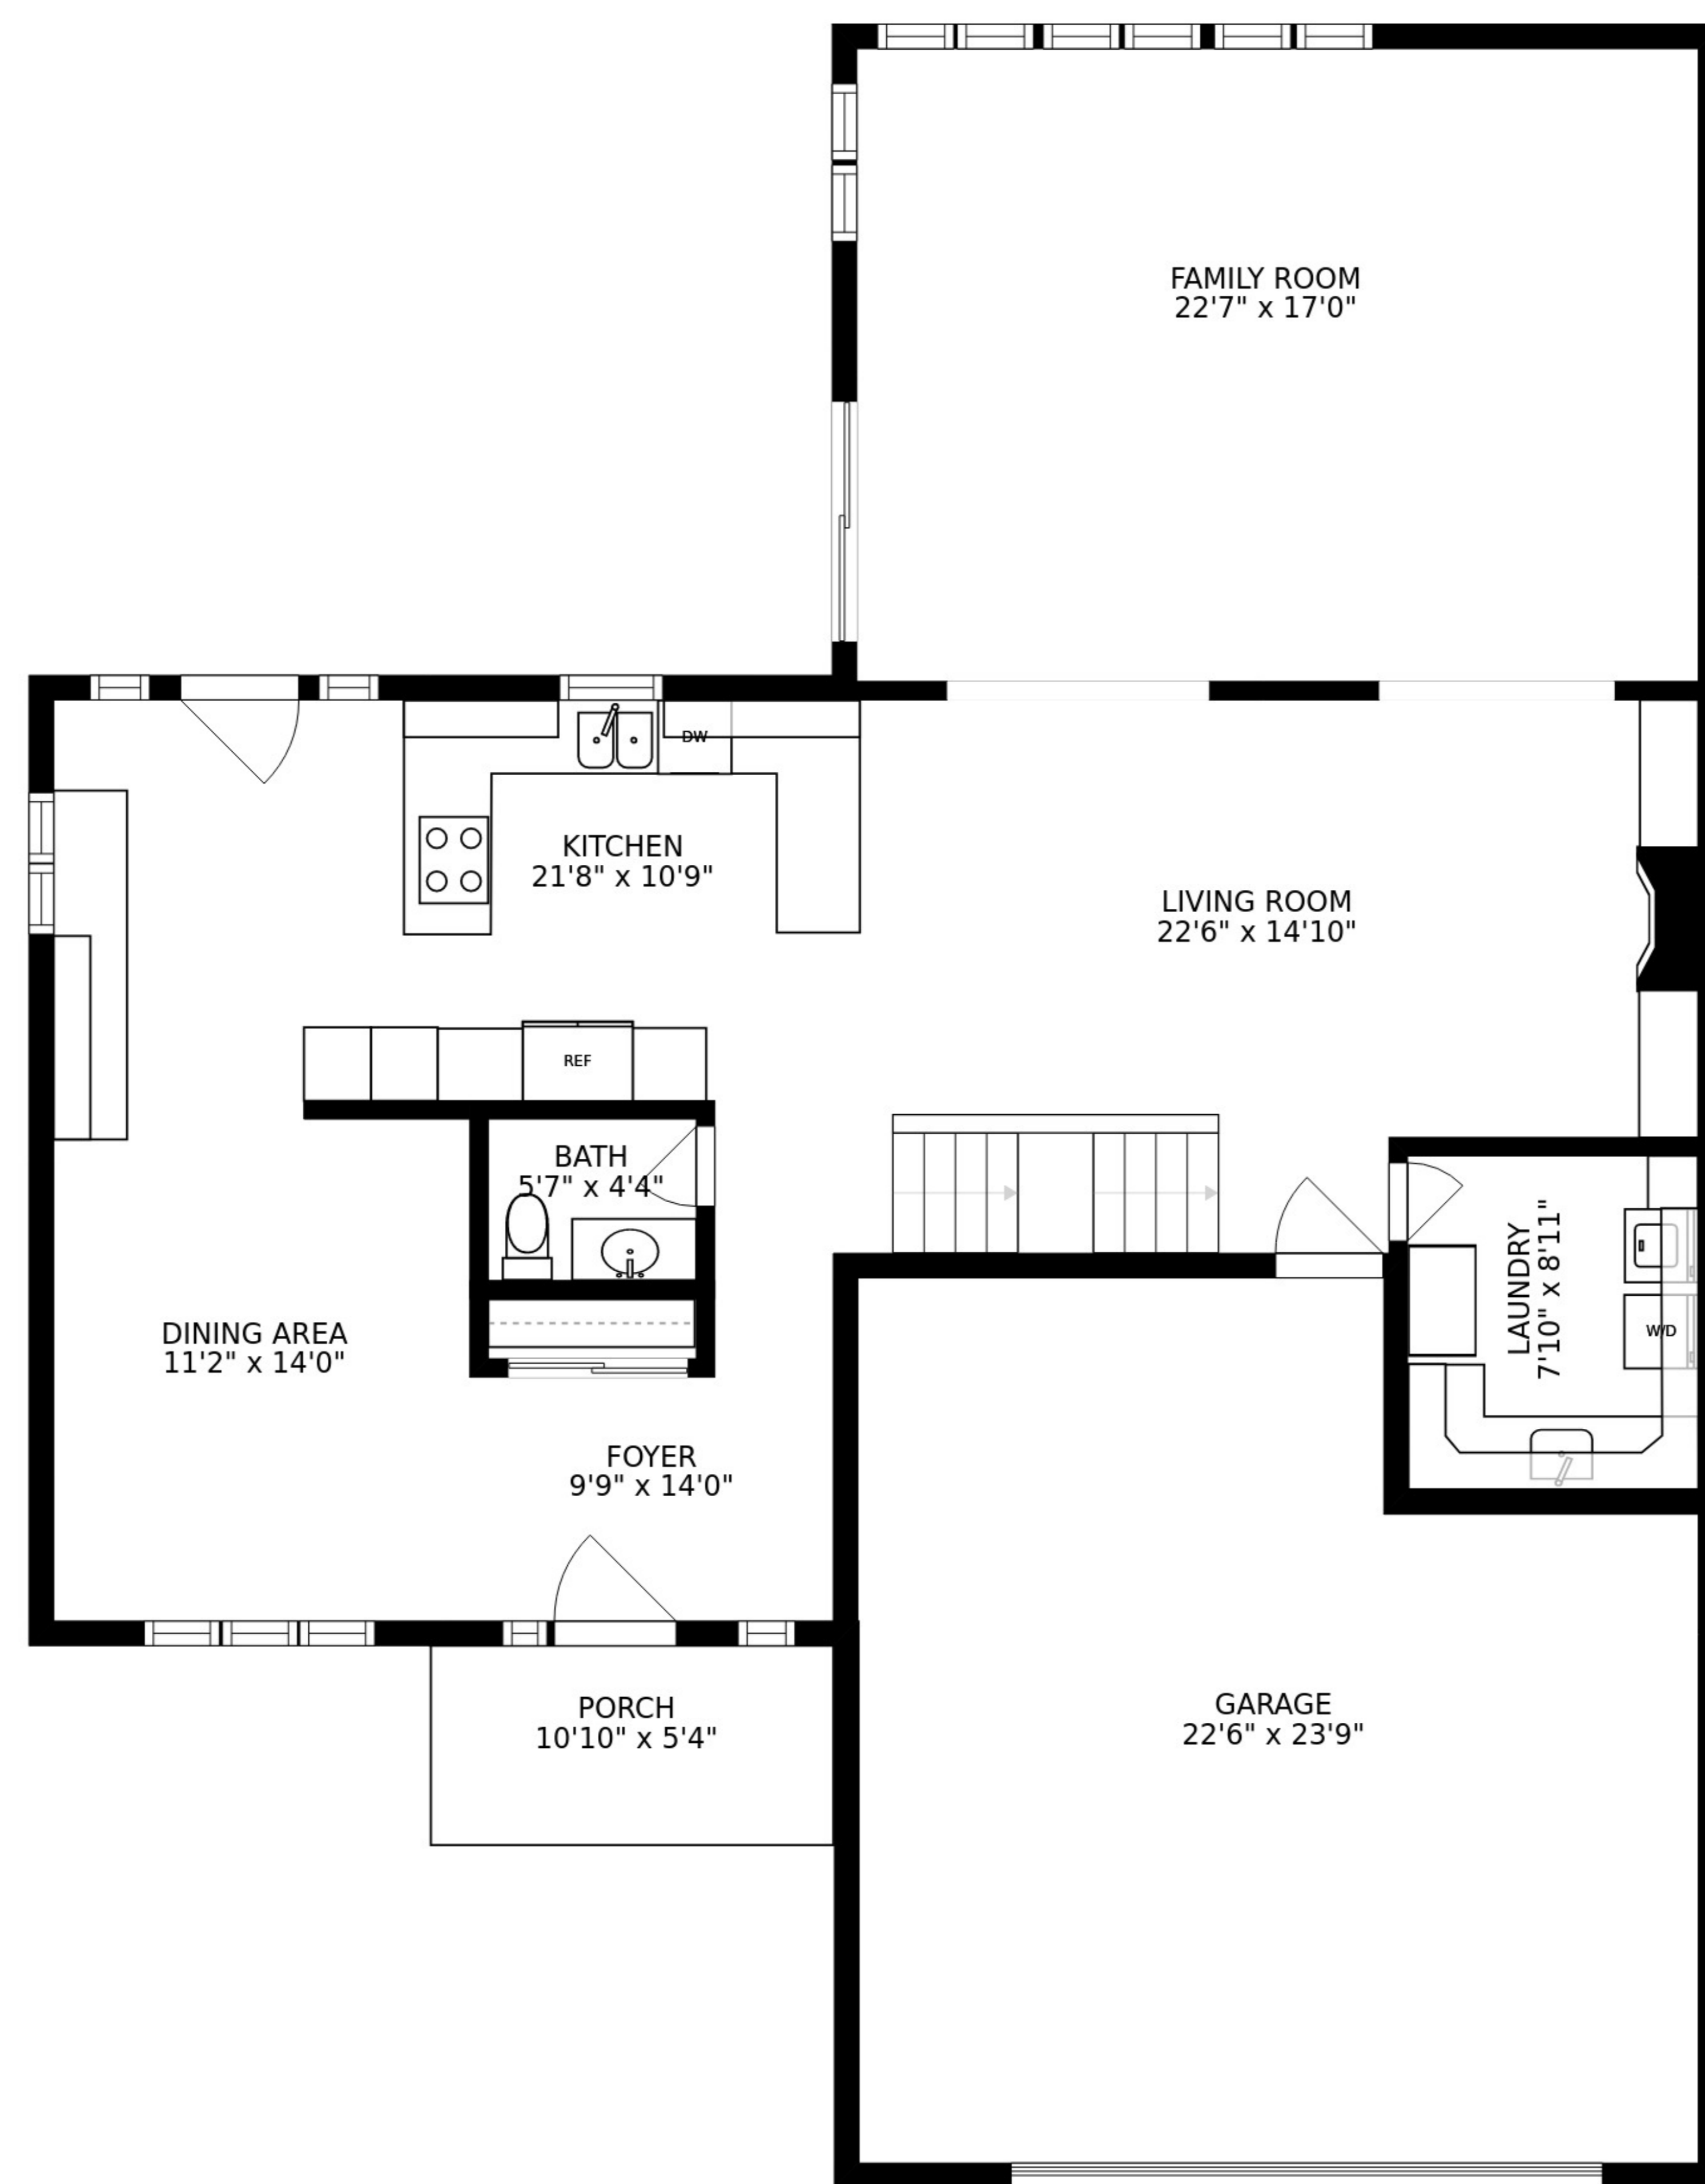 FAMILY ROOM
22'7" x 17'0"
DW
KITCHEN
21'8" x 10'9"
LIVING ROOM
22'6" x 14'10"
REF
BATH
5'7" x 4'4"
LAUNDRY
7'10" x 8'11"
W/D
DINING AREA
11'2" x 14'0"
FOYER
9'9" x 14'0"
PORCH
10'10" x 5'4"
GARAGE
22'6" x 23'9"